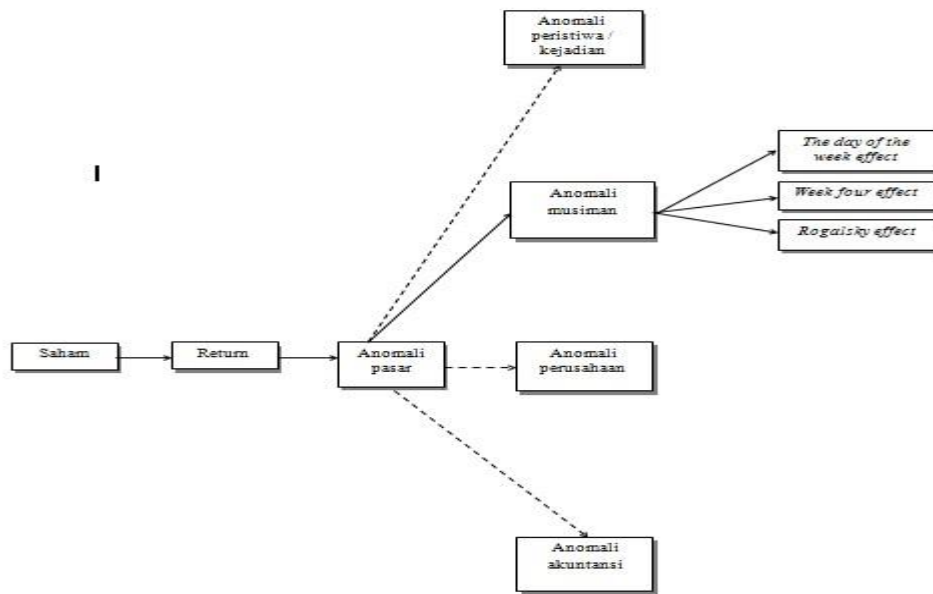 Anomali
peristiwa /
kejadian
The day of the
week effect
I
Anomali
musiman
Week four effect
Rogalsky effect
Saham
Return
Anomali
pasar
Anomali
perusahaan
Anomali
akuntansi